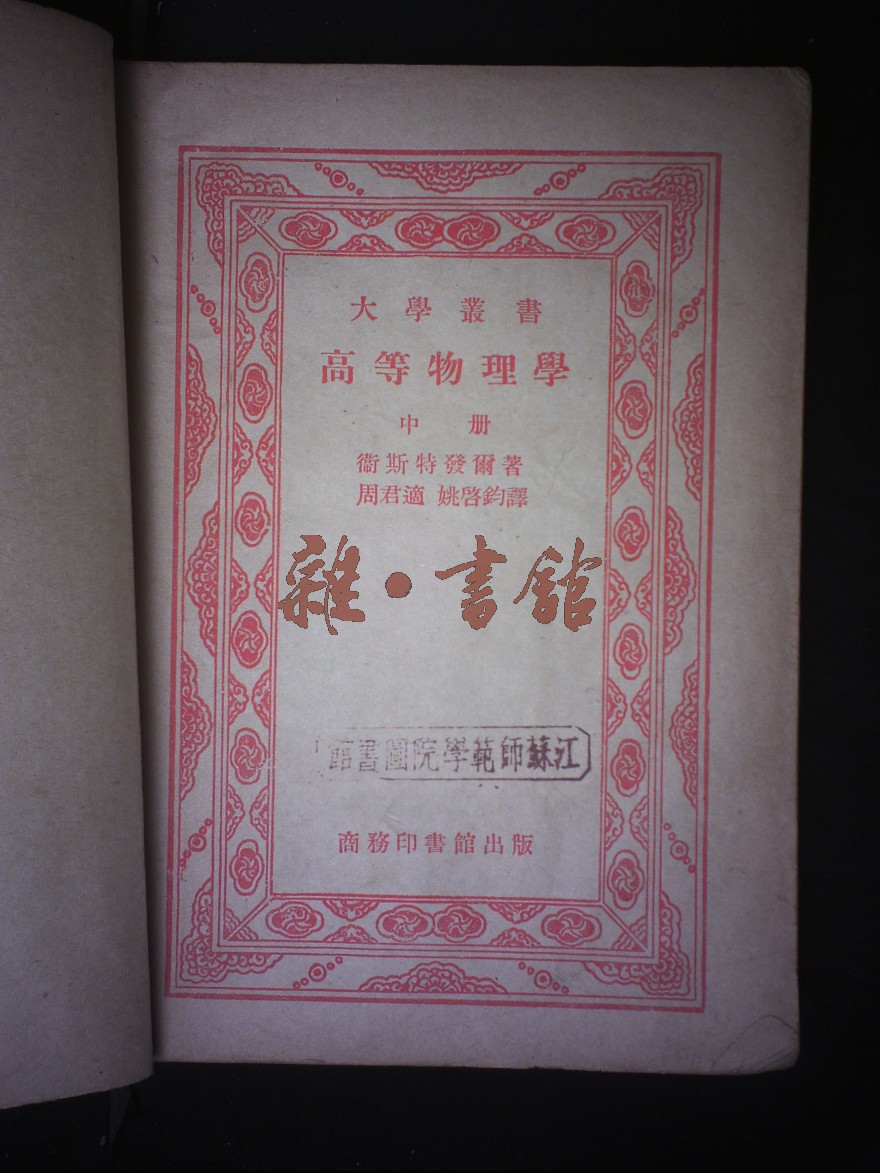 大學叢書
高等物理學
中册
衞斯特發爾著
周君適 姚啓鈞譯
雜·書館
江蘇師範學院圖書館
商務印書館出版